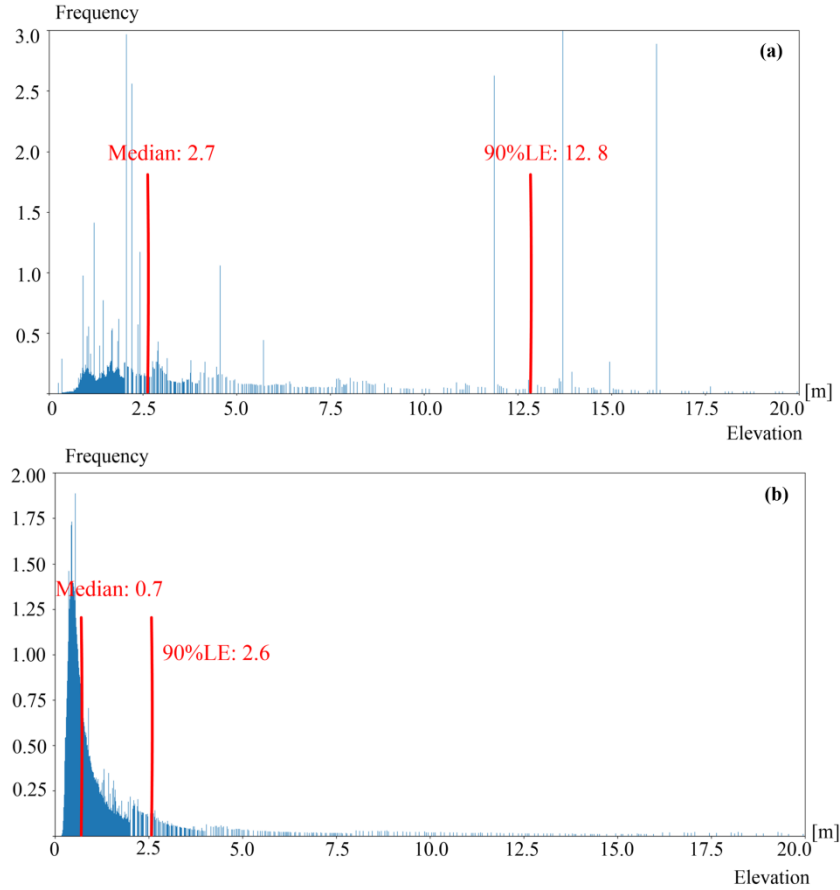 Frequency
3.0
(a)
2.5
2.0
Median: 2.7
90%LE: 12. 8
1.5
1.0
0.5
0
2.5
5.0
7.5
10.0
12.5
15.0
17.5
20.0
[m]
Elevation
Frequency
2.00
(b)
1.75
1.50
Median: 0.7
1.25
90%LE: 2.6
1.00
0.75
0.50
0.25
0
2.5
5.0
7.5
10.0
12.5
15.0
17.5
20.0
[m]
Elevation